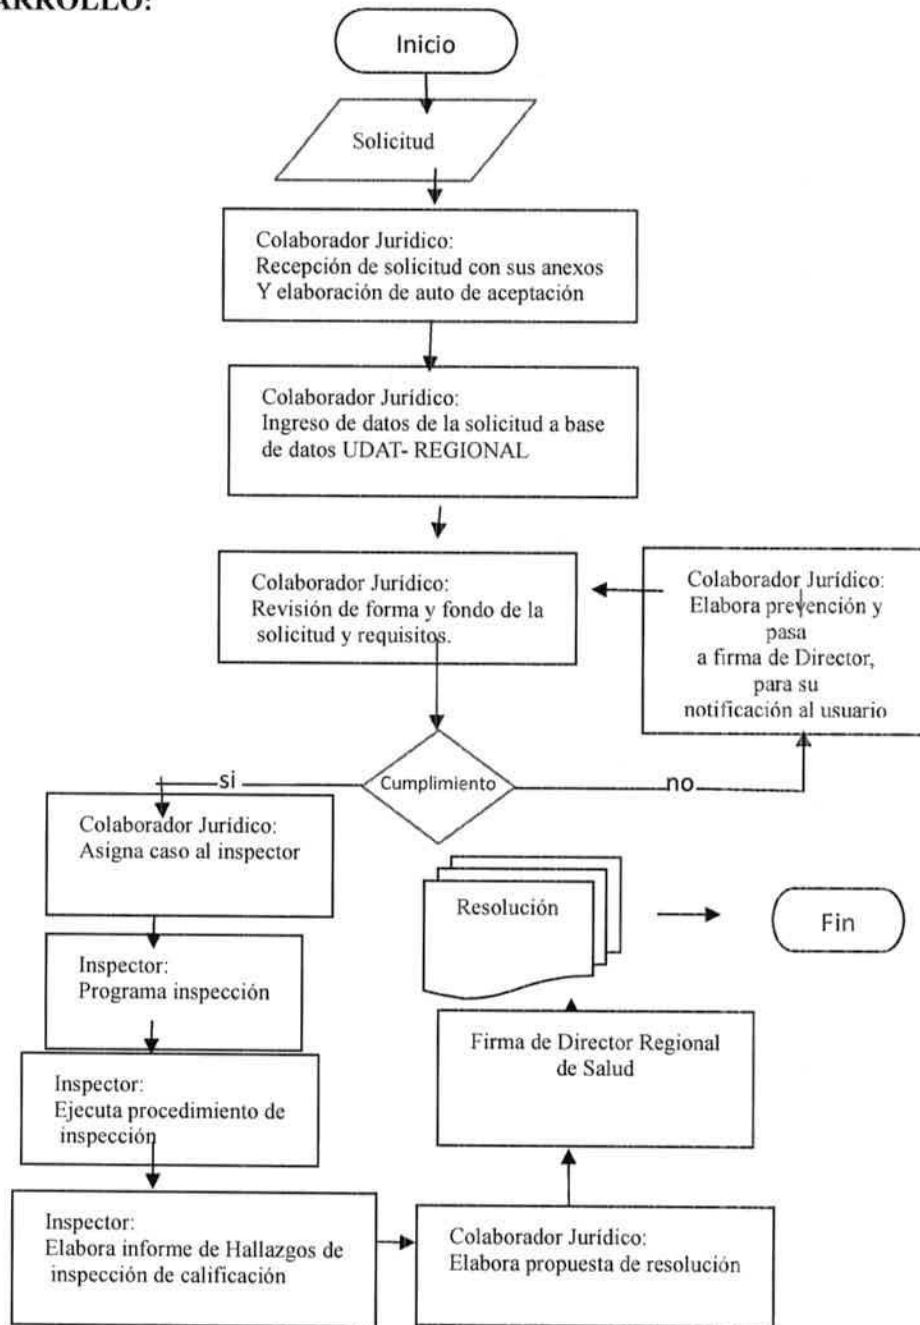 ARROLLO:
Inicio
Solicitud
Colaborador Jurídico:
Recepción de solicitud con sus anexos
Y elaboración de auto de aceptación
Colaborador Jurídico:
Ingreso de datos de la solicitud a base
de datos UDAT- REGIONAL
Colaborador Jurídico:
Revisión de forma y fondo de la
solicitud y requisitos.
Colaborador Jurídico:
Elabora prevención y
pasa
a firma de Director,
para su
notificación al usuario
si
Cumplimiento
no
Colaborador Jurídico:
Asigna caso al inspector
Inspector:
Programa inspección
Inspector:
Ejecuta procedimiento de
inspección
Inspector:
Elabora informe de Hallazgos de
inspección de calificación
Colaborador Jurídico:
Elabora propuesta de resolución
Firma de Director Regional
de Salud
Resolución
Fin